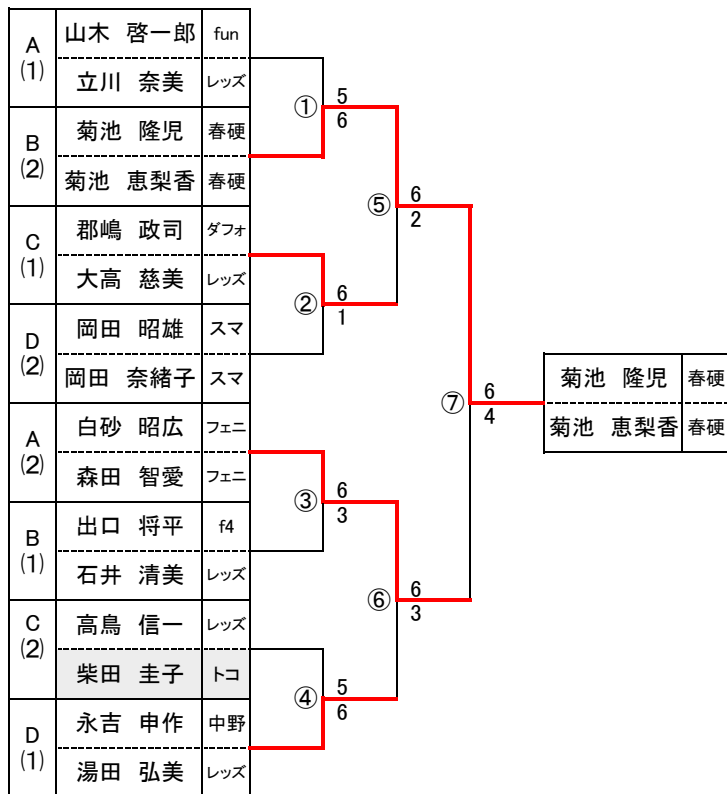 A
(1)
山木 啓一郎 fun
立川 奈美 レッズ
B
(2)
菊池 隆児 春硬
菊池 恵梨香 春硬
C
(1)
郡嶋 政司 ダフォ
大高 慈美 レッズ
D
(2)
岡田 昭雄 スマ
岡田 奈緒子 スマ
A
(2)
白砂 昭広 フェニ
森田 智愛 フェニ
B
(1)
出口 将平 f4
石井 清美 レッズ
C
(2)
高鳥 信一 レッズ
柴田 圭子 トコ
D
(1)
永吉 申作 中野
湯田 弘美 レッズ
① 5
6
② 6
1
③ 6
3
④ 5
6
⑤ 6
2
⑥ 6
3
⑦ 6
4
菊池 隆児 春硬
菊池 恵梨香 春硬